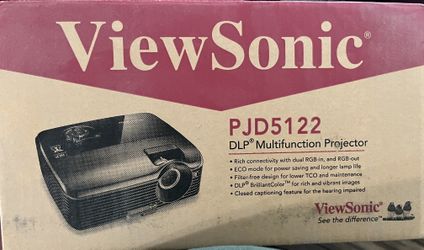 ViewSonic®
PJD5122
DLP® Multifunction Projector
• Rich connectivity with dual RGB-in, and RGB-out
• ECO mode for power saving and longer lamp life
• Filter-free design for lower TCO and maintenance
• DLP® BrilliantColor™ for rich and vibrant images
• Closed captioning feature for the hearing impaired
ViewSonic®
See the difference™